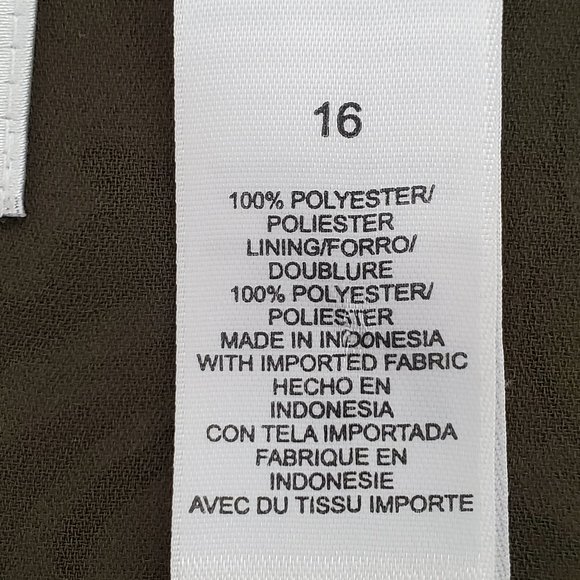 16
100% POLYESTER/
POLIESTER
LINING/FORRO/
DOUBLURE
100% POLYESTER/
POLIESTER
MADE IN INDONESIA
WITH IMPORTED FABRIC
HECHO EN
INDONESIA
CON TELA IMPORTADA
FABRIQUE EN
INDONESIE
AVEC DU TISSU IMPORTE